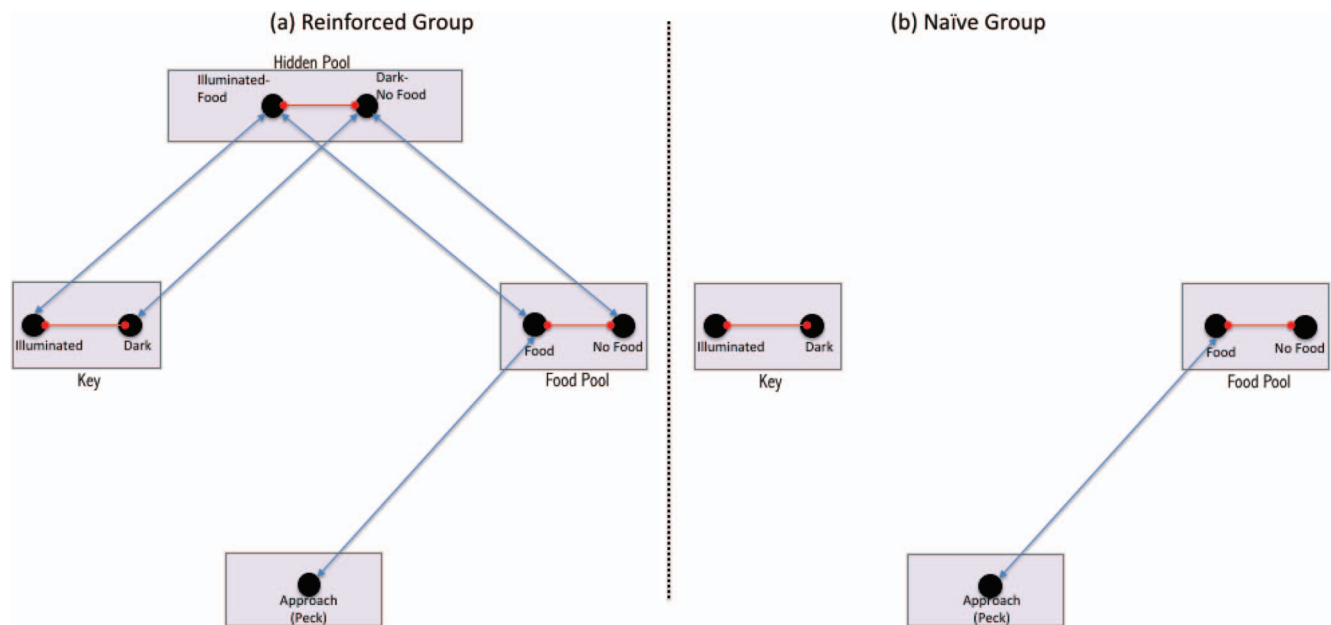 (a) Reinforced Group
Hidden Pool
Illuminated-
Food
Dark-
No Food
Illuminated
Dark
Key
Food
No Food
Food Pool
Approach
(Peck)
(b) Naïve Group
Illuminated
Dark
Key
Food
No Food
Food Pool
Approach
(Peck)